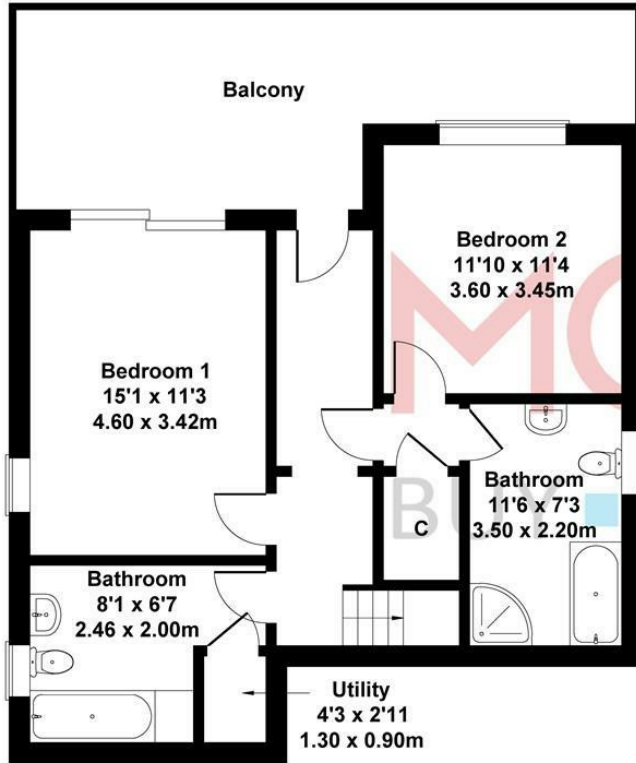 Balcony
Bedroom 2
11'10 x 11'4
3.60 x 3.45m
Bedroom 1
15'1 x 11'3
4.60 x 3.42m
Bathroom
11'6 x 7'3
3.50 x 2.20m
C
BUY
Bathroom
8'1 x 6'7
2.46 x 2.00m
Utility
4'3 x 2'11
1.30 x 0.90m